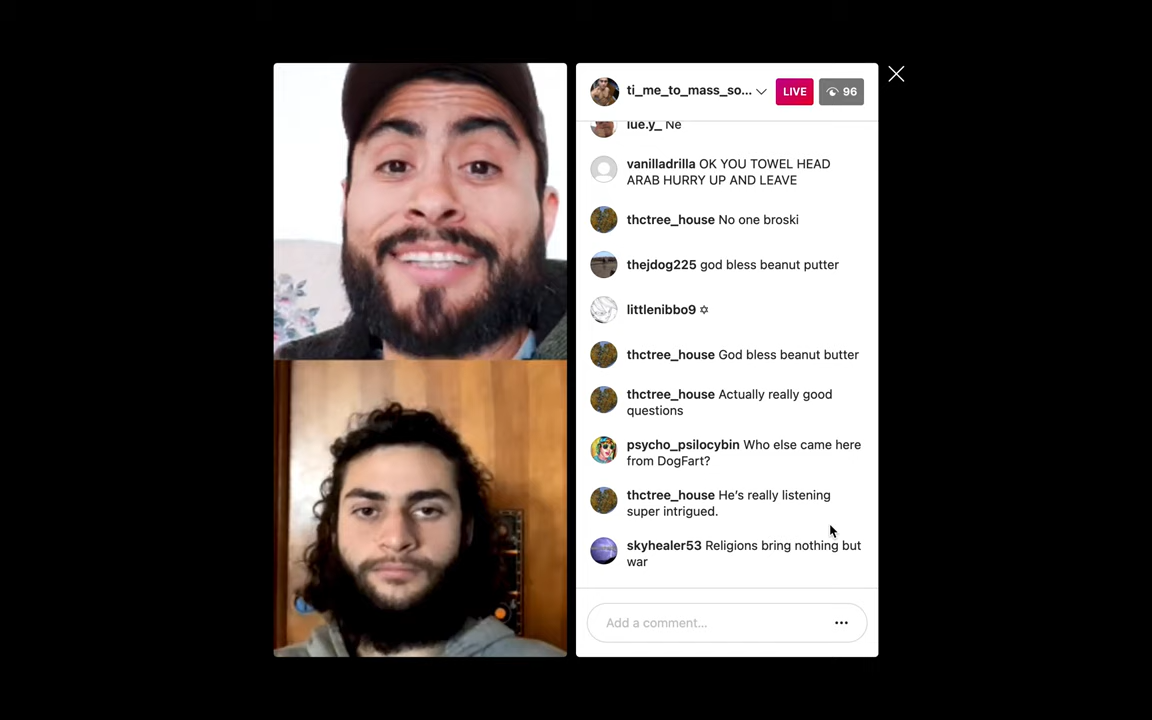 ti_me_to_mass_so...
LIVE
96
lue.y_ Ne
vanilladrilla OK YOU TOWEL HEAD
ARAB HURRY UP AND LEAVE
thctree_house No one broski
thejdog225 god bless beanut putter
littlenibbo9 ✡
thctree_house God bless beanut butter
thctree_house Actually really good
questions
psycho_psilocybin Who else came here
from DogFart?
thctree_house He's really listening
super intrigued.
skyhealer53 Religions bring nothing but
war
Add a comment...